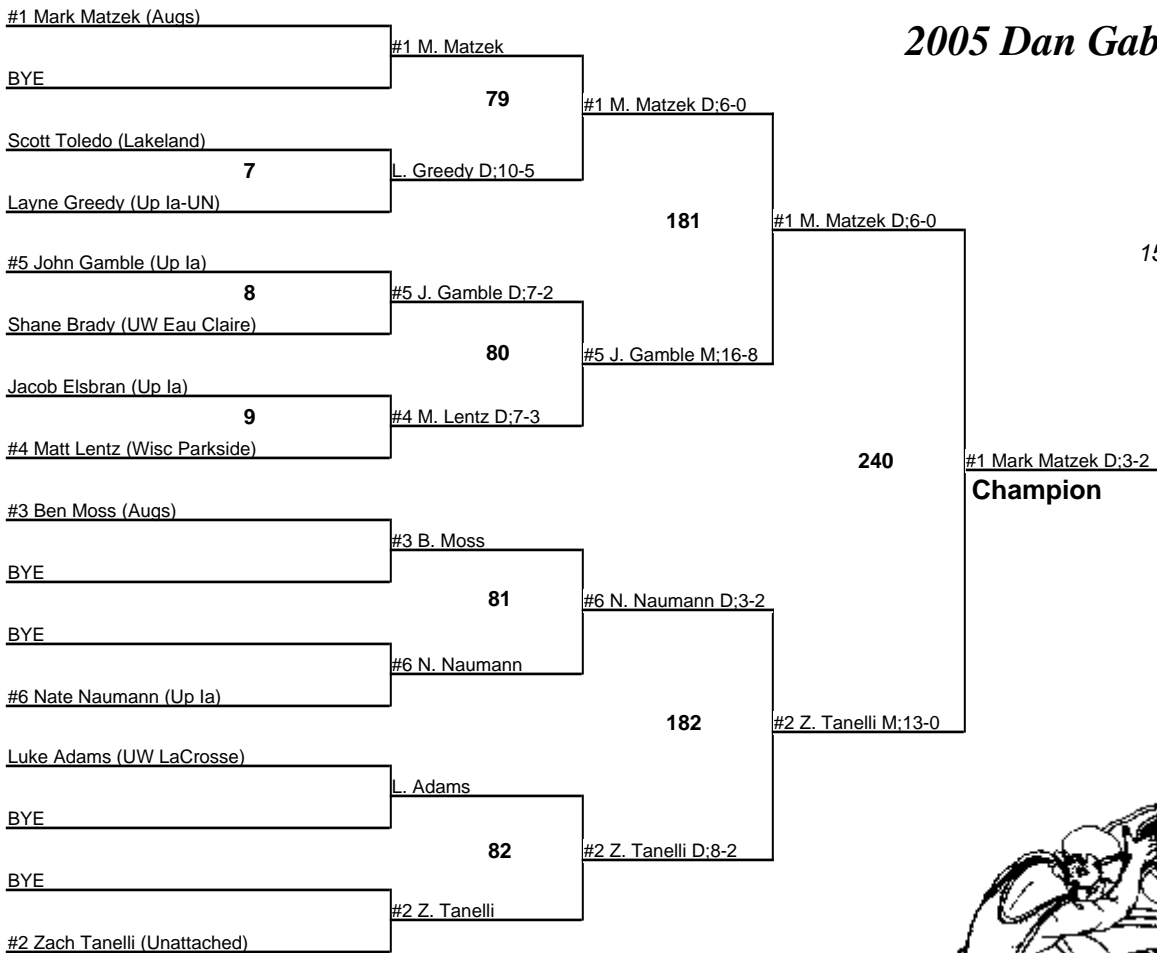 #1 Mark Matzek (Augs)
2005 Dan Gab
#1 M. Matzek
BYE
79
#1 M. Matzek D;6-0
Scott Toledo (Lakeland)
7
L. Greedy D;10-5
Layne Greedy (Up Ia-UN)
181
#1 M. Matzek D;6-0
15
#5 John Gamble (Up Ia)
8
#5 J. Gamble D;7-2
Shane Brady (UW Eau Claire)
80
#5 J. Gamble M;16-8
Jacob Elsbran (Up Ia)
9
#4 M. Lentz D;7-3
#4 Matt Lentz (Wisc Parkside)
240
#1 Mark Matzek D;3-2
Champion
#3 Ben Moss (Augs)
#3 B. Moss
BYE
81
#6 N. Naumann D;3-2
BYE
#6 N. Naumann
#6 Nate Naumann (Up Ia)
182
#2 Z. Tanelli M;13-0
Luke Adams (UW LaCrosse)
L. Adams
BYE
82
#2 Z. Tanelli D;8-2
BYE
#2 Z. Tanelli
#2 Zach Tanelli (Unattached)